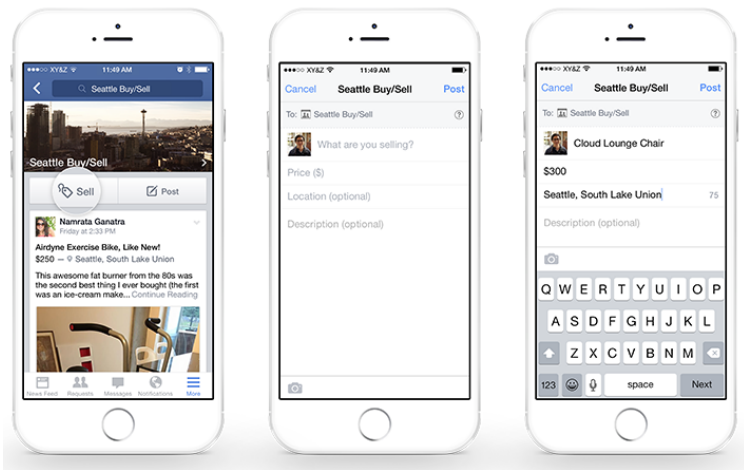 XY&Z 11:49 AM
Seattle Buy/Sell
Seattle Buy/Sell
Sell Post
Namrata Ganatra
Friday at 2:33 PM
Airdyne Exercise Bike, Like New!
$250 — Seattle, South Lake Union
This awesome fat burner from the 80s was
the second best thing I ever bought (the first
was an ice-cream make... Continue Reading
News Feed Requests Messages Notifications More
XY&Z 11:49 AM
Cancel Seattle Buy/Sell Post
To: Seattle Buy/Sell ?
What are you selling?
Price ($)
Location (optional)
Description (optional)
XY&Z 11:49 AM
Cancel Seattle Buy/Sell Post
To: Seattle Buy/Sell ?
Cloud Lounge Chair
$300
Seattle, South Lake Union 75
Description (optional)
Q W E R T Y U I O P
A S D F G H J K L
Z X C V B N M
123 space Next